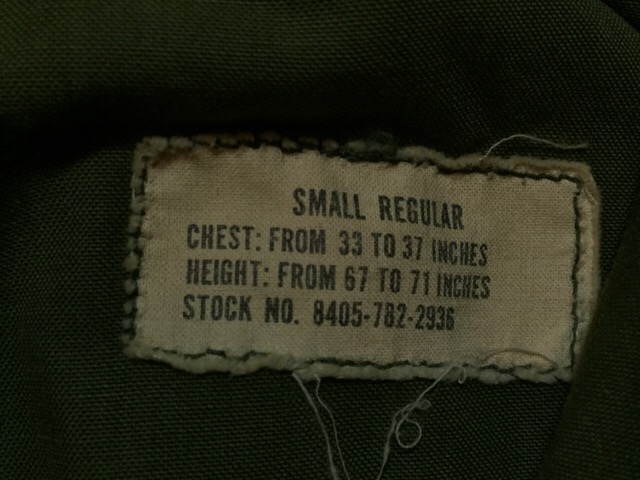 SMALL REGULAR
CHEST: FROM 33 TO 37 INCHES
HEIGHT: FROM 67 TO 71 INCHES
STOCK NO. 8405-782-2936